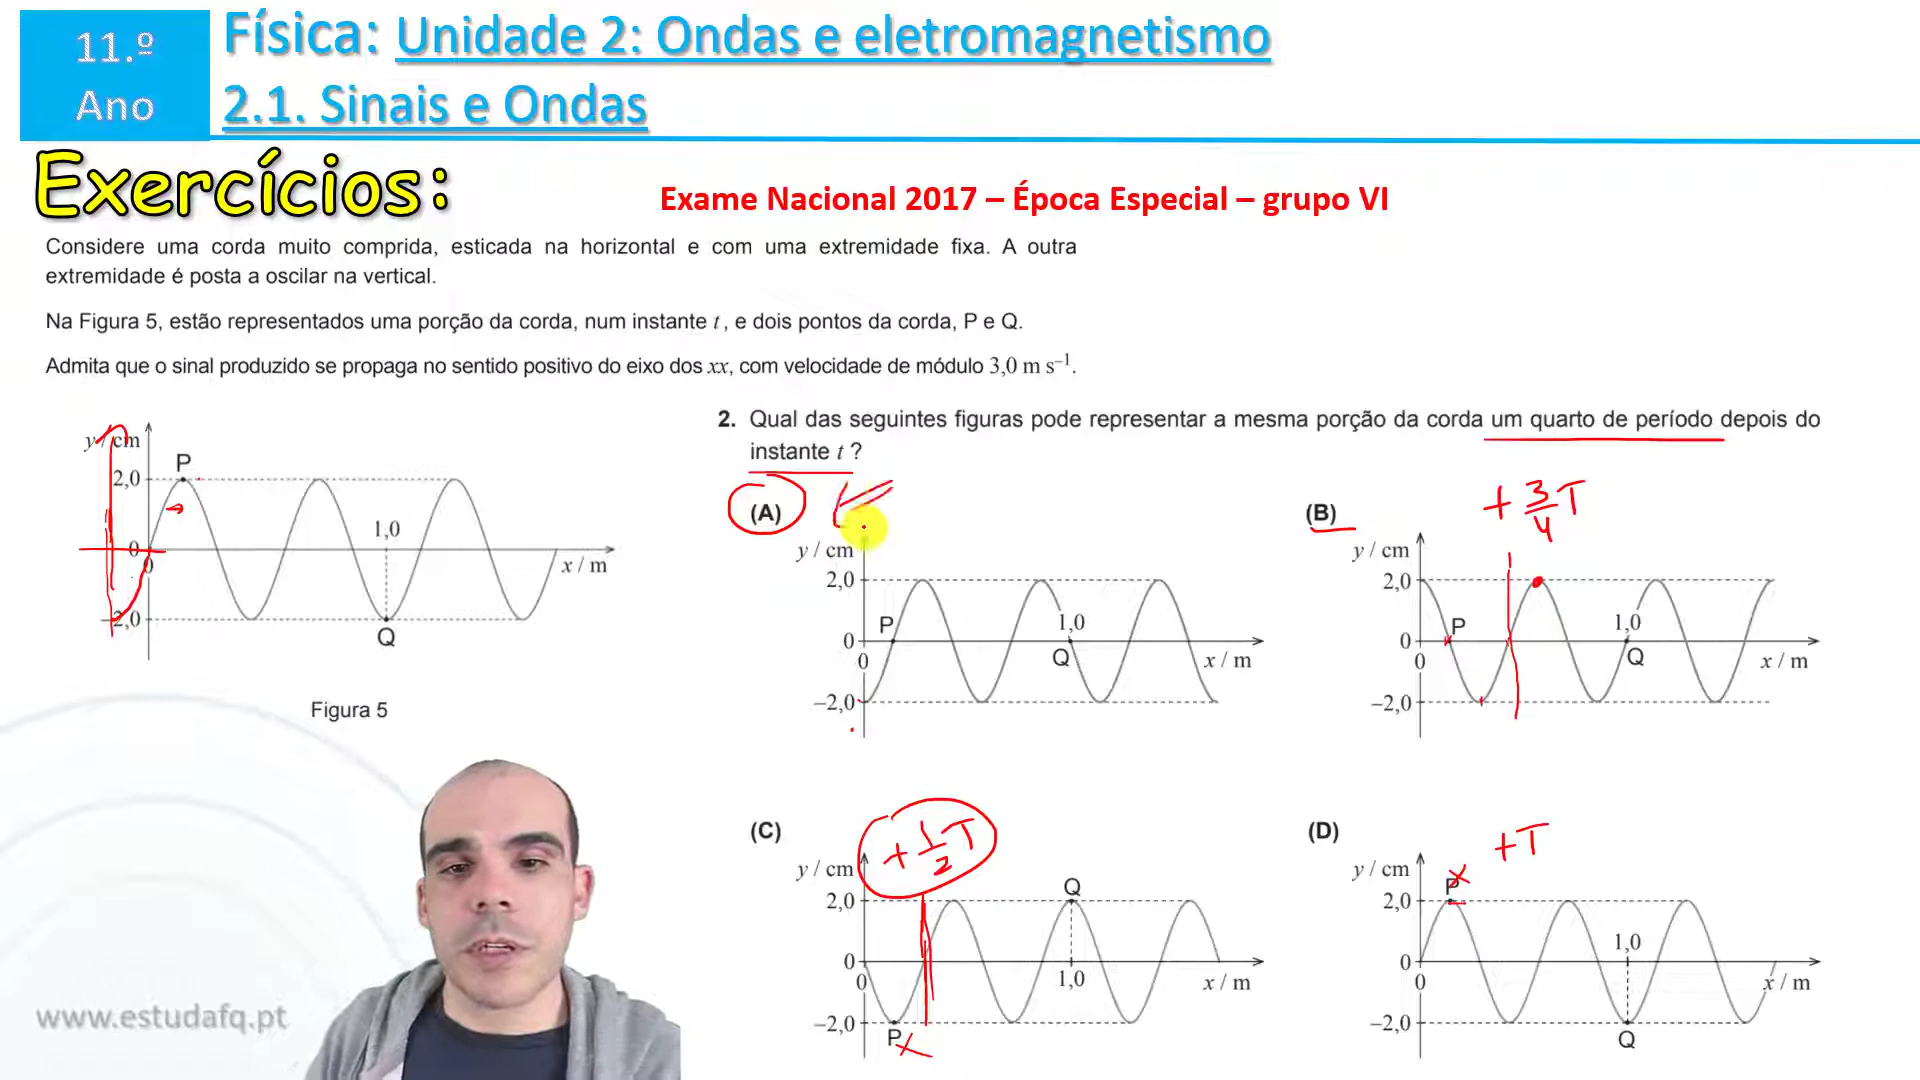 11.º
Ano
Física: Unidade 2: Ondas e eletromagnetismo
2.1. Sinais e Ondas
Exercícios:
Exame Nacional 2017 – Época Especial – grupo VI
Considere uma corda muito comprida, esticada na horizontal e com uma extremidade fixa. A outra
extremidade é posta a oscilar na vertical.
Na Figura 5, estão representados uma porção da corda, num instante t, e dois pontos da corda, P e Q.
Admita que o sinal produzido se propaga no sentido positivo do eixo dos xx, com velocidade de módulo 3,0 m s⁻¹.
y / cm
P
2,0
1,0
0
0
x / m
–2,0
Q
Figura 5
2. Qual das seguintes figuras pode representar a mesma porção da corda um quarto de período depois do
instante t ?
(A)
y / cm
2,0
P
1,0
0
0
Q
x / m
–2,0
(B)
+ 3/4 T
y / cm
2,0
P
1,0
0
0
Q
x / m
–2,0
(C)
+ 1/2 T
y / cm
Q
2,0
0
0
1,0
x / m
–2,0
P
(D)
+T
y / cm
P
2,0
1,0
0
0
x / m
–2,0
Q
www.estudafq.pt